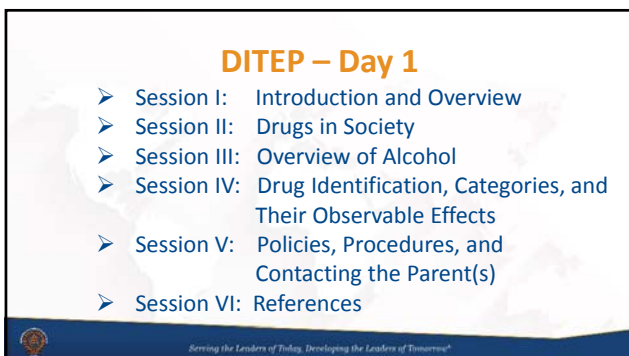 DITEP – Day 1
➢ Session I: Introduction and Overview
➢ Session II: Drugs in Society
➢ Session III: Overview of Alcohol
➢ Session IV: Drug Identification, Categories, and
Their Observable Effects
➢ Session V: Policies, Procedures, and
Contacting the Parent(s)
➢ Session VI: References
Serving the Leaders of Today, Developing the Leaders of Tomorrow®